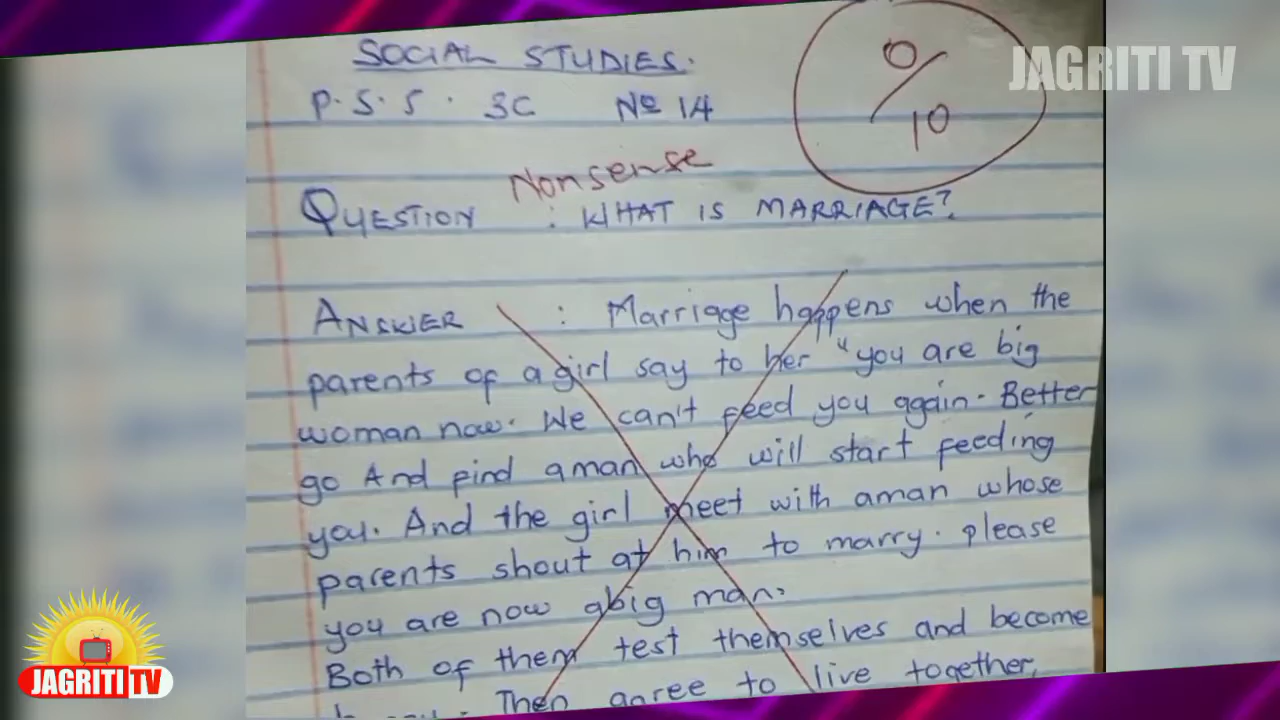 SOCIAL STUDIES.
P.S.S. 3C No 14
0/10
JAGRITI TV
Nonsense
QUESTION : WHAT IS MARRIAGE?
ANSWER : Marriage happens when the
parents of a girl say to her "you are big
woman now. We can't feed you again. Better
go And find a man who will start feeding
you. And the girl meet with a man whose
parents shout at him to marry. please
you are now a big man.
Both of them test themselves and become
Then agree to live together,
JAGRITI TV